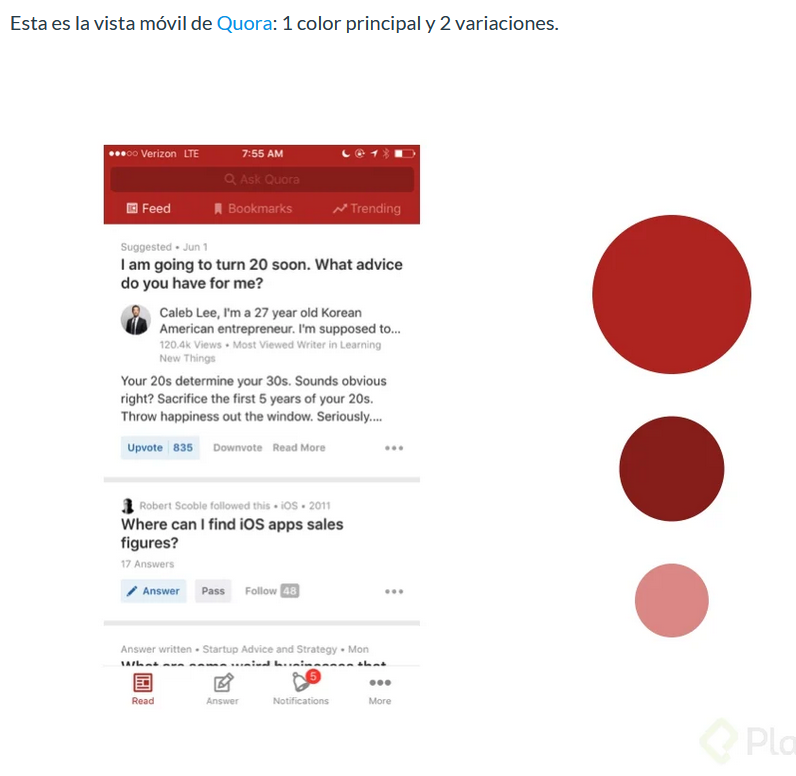 Esta es la vista móvil de Quora: 1 color principal y 2 variaciones.
Verizon LTE 7:55 AM
Ask Quora
Feed Bookmarks Trending
Suggested • Jun 1
I am going to turn 20 soon. What advice
do you have for me?
Caleb Lee, I'm a 27 year old Korean
American entrepreneur. I'm supposed to...
120.4k Views • Most Viewed Writer in Learning
New Things
Your 20s determine your 30s. Sounds obvious
right? Sacrifice the first 5 years of your 20s.
Throw happiness out the window. Seriously....
Upvote 835 Downvote Read More
Robert Scoble followed this • iOS • 2011
Where can I find iOS apps sales
figures?
17 Answers
Answer Pass Follow 48
Answer written • Startup Advice and Strategy • Mon
What are some weird businesses that
5
Read Answer Notifications More
Pla